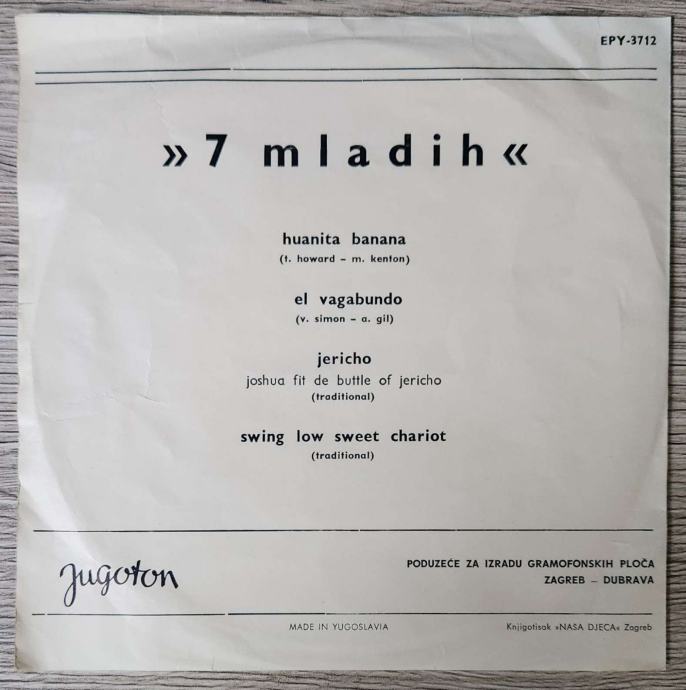 EPY-3712
» 7 mladih «
huanita banana
(t. howard – m. kenton)
el vagabundo
(v. simon – a. gil)
jericho
joshua fit de buttle of jericho
(traditional)
swing low sweet chariot
(traditional)
Jugoton
PODUZEĆE ZA IZRADU GRAMOFONSKIH PLOČA
ZAGREB – DUBRAVA
MADE IN YUGOSLAVIA
Knjigotisak »NASA DJECA« Zagreb